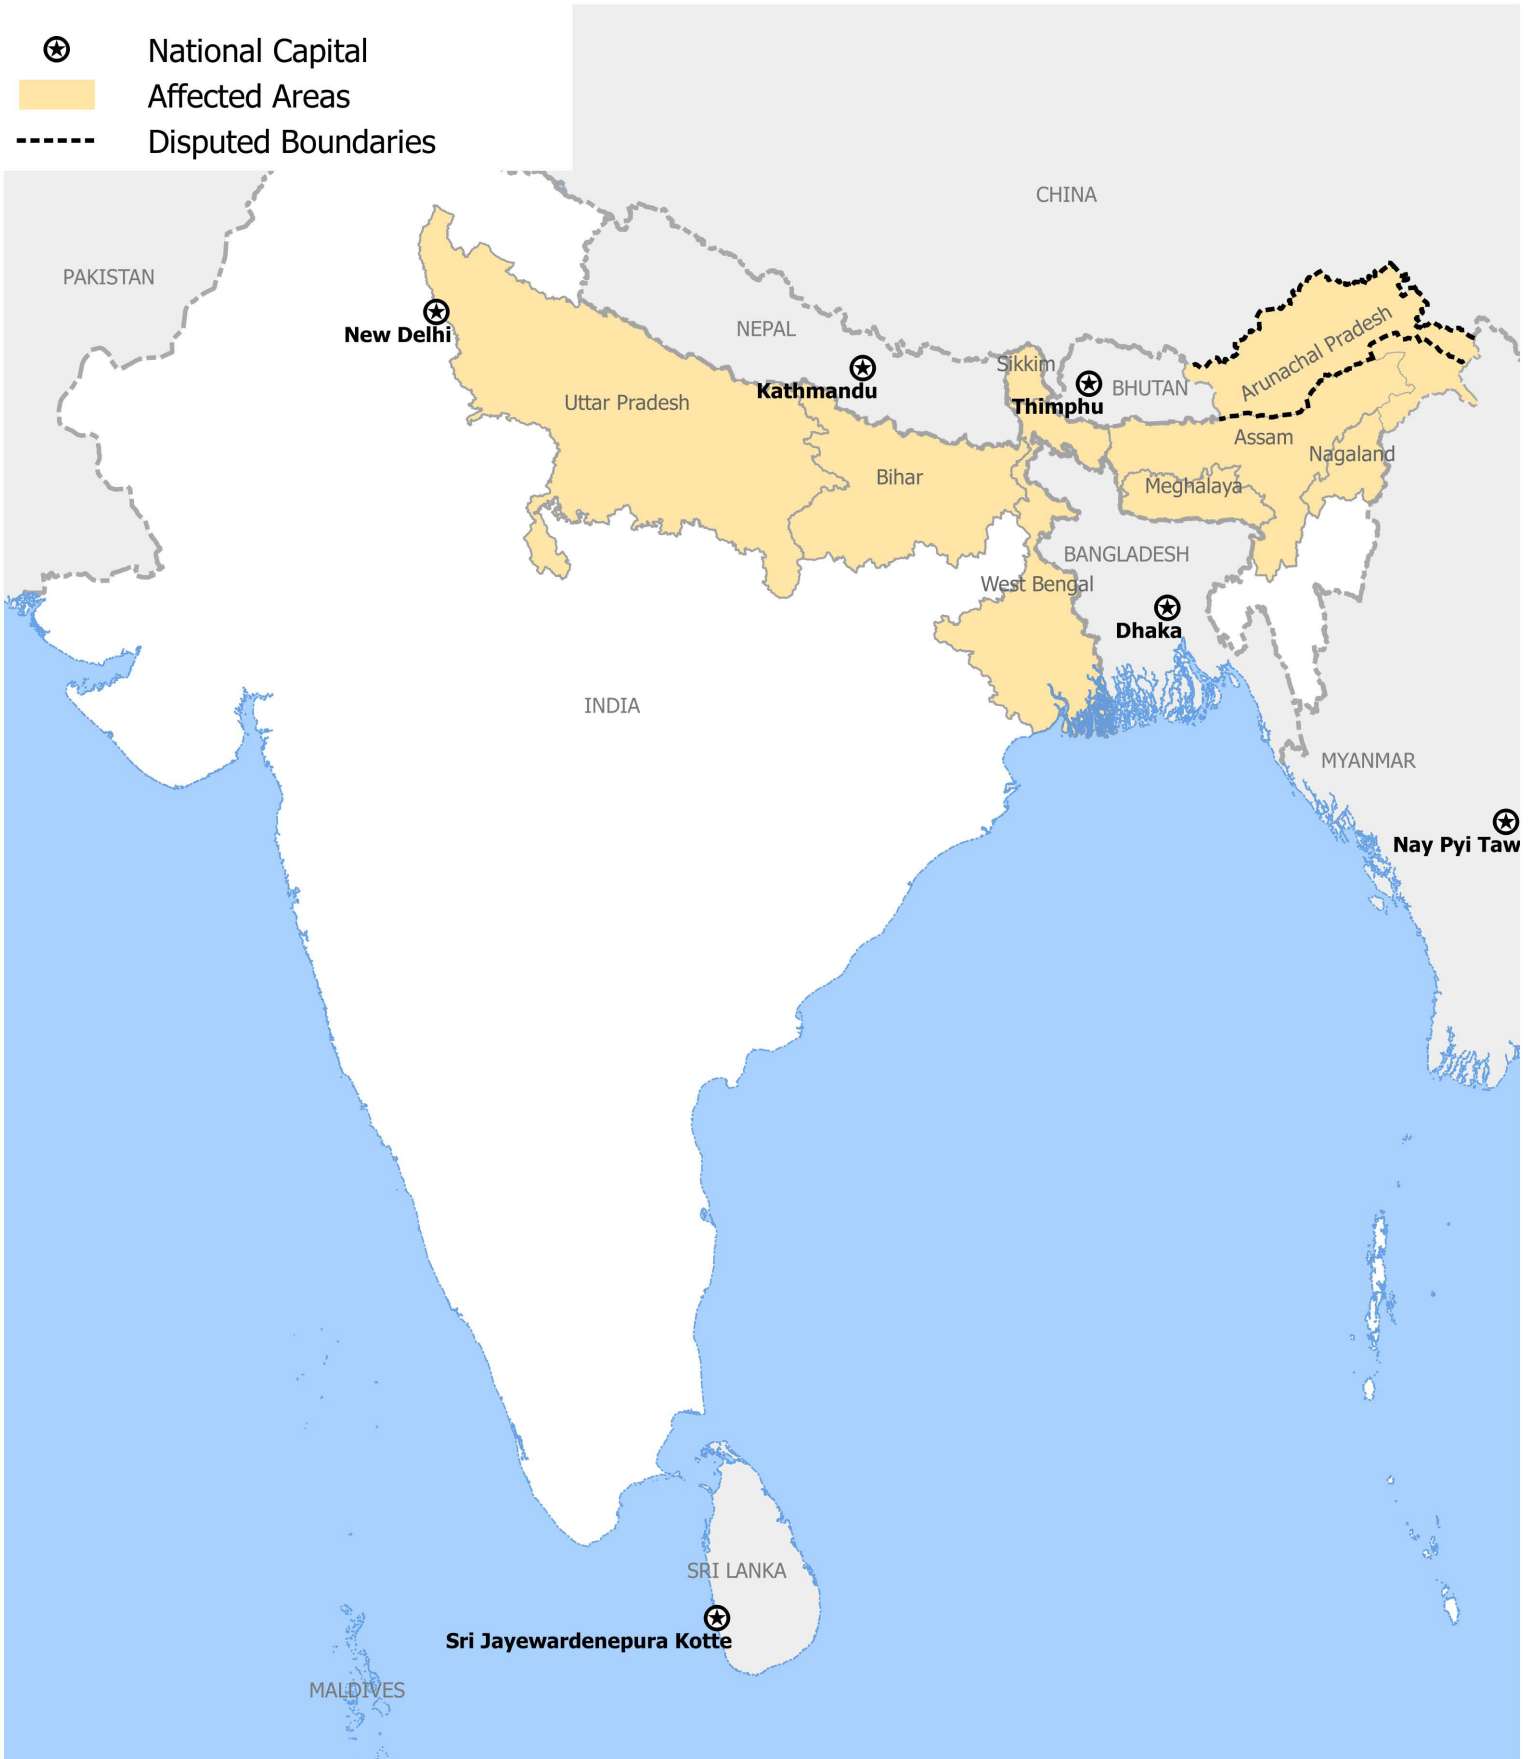 National Capital
Affected Areas
Disputed Boundaries
CHINA
PAKISTAN
NEPAL
New Delhi
Arunachal Pradesh
Sikkim
Kathmandu
BHUTAN
Thimphu
Uttar Pradesh
Assam
Nagaland
Bihar
Meghalaya
BANGLADESH
West Bengal
Dhaka
INDIA
MYANMAR
Nay Pyi Taw
SRI LANKA
Sri Jayewardenepura Kotte
MALDIVES